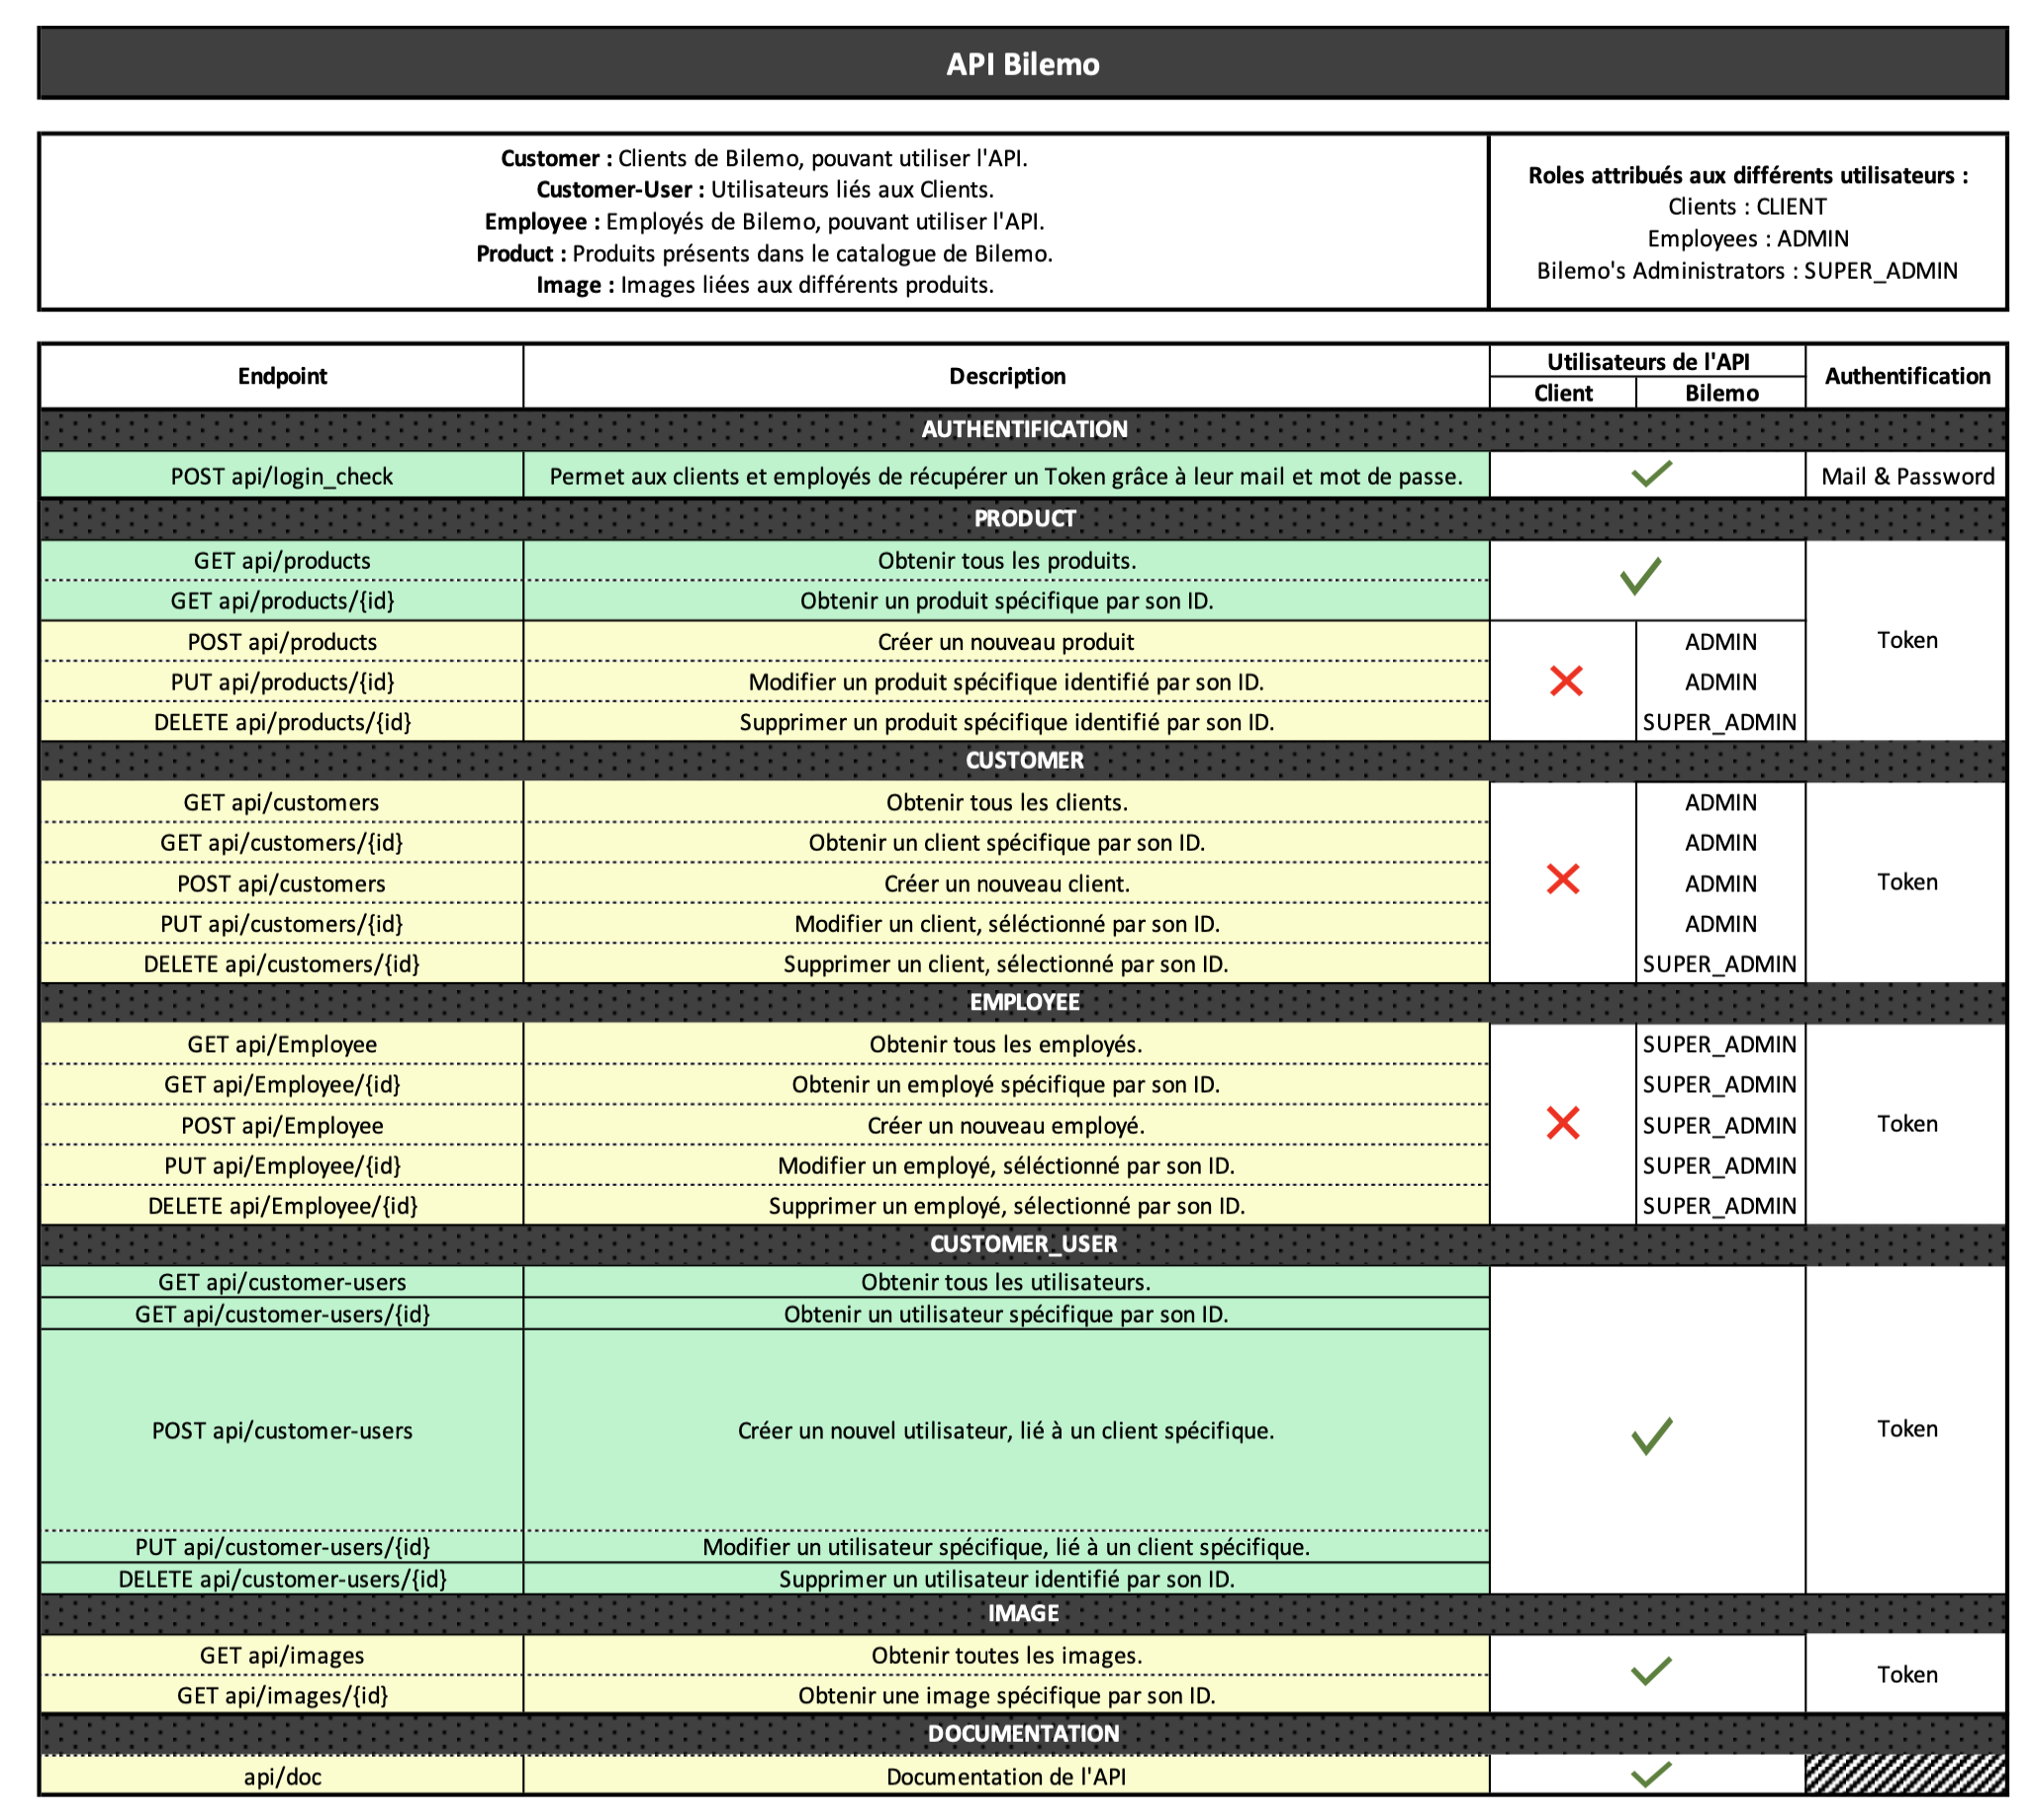 API Bilemo
Customer : Clients de Bilemo, pouvant utiliser l'API.
Customer-User : Utilisateurs liés aux Clients.
Employee : Employés de Bilemo, pouvant utiliser l'API.
Product : Produits présents dans le catalogue de Bilemo.
Image : Images liées aux différents produits.
Roles attribués aux différents utilisateurs :
Clients : CLIENT
Employees : ADMIN
Bilemo's Administrators : SUPER_ADMIN
Endpoint Description Utilisateurs de l'API Authentification
Client Bilemo
AUTHENTIFICATION
POST api/login_check Permet aux clients et employés de récupérer un Token grâce à leur mail et mot de passe. Mail & Password
PRODUCT
GET api/products Obtenir tous les produits.
GET api/products/{id} Obtenir un produit spécifique par son ID.
POST api/products Créer un nouveau produit ADMIN Token
PUT api/products/{id} Modifier un produit spécifique identifié par son ID. ADMIN
DELETE api/products/{id} Supprimer un produit spécifique identifié par son ID. SUPER_ADMIN
CUSTOMER
GET api/customers Obtenir tous les clients. ADMIN
GET api/customers/{id} Obtenir un client spécifique par son ID. ADMIN
POST api/customers Créer un nouveau client. ADMIN Token
PUT api/customers/{id} Modifier un client, séléctionné par son ID. ADMIN
DELETE api/customers/{id} Supprimer un client, sélectionné par son ID. SUPER_ADMIN
EMPLOYEE
GET api/Employee Obtenir tous les employés. SUPER_ADMIN
GET api/Employee/{id} Obtenir un employé spécifique par son ID. SUPER_ADMIN
POST api/Employee Créer un nouveau employé. SUPER_ADMIN Token
PUT api/Employee/{id} Modifier un employé, séléctionné par son ID. SUPER_ADMIN
DELETE api/Employee/{id} Supprimer un employé, sélectionné par son ID. SUPER_ADMIN
CUSTOMER_USER
GET api/customer-users Obtenir tous les utilisateurs.
GET api/customer-users/{id} Obtenir un utilisateur spécifique par son ID.
POST api/customer-users Créer un nouvel utilisateur, lié à un client spécifique. Token
PUT api/customer-users/{id} Modifier un utilisateur spécifique, lié à un client spécifique.
DELETE api/customer-users/{id} Supprimer un utilisateur identifié par son ID.
IMAGE
GET api/images Obtenir toutes les images. Token
GET api/images/{id} Obtenir une image spécifique par son ID.
DOCUMENTATION
api/doc Documentation de l'API